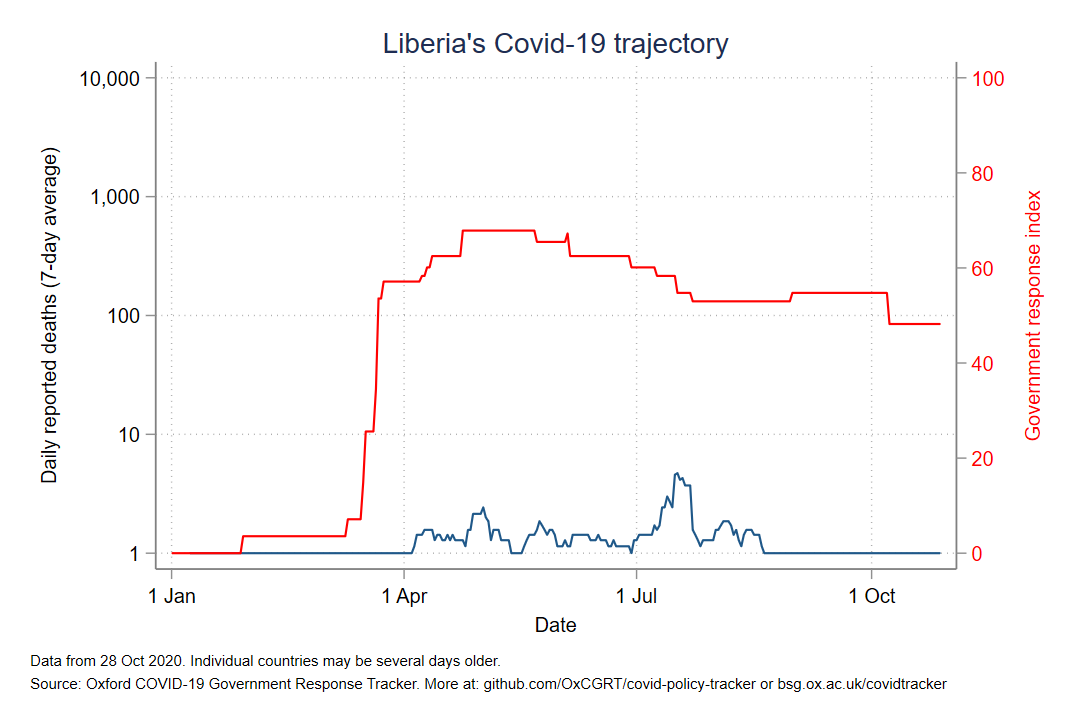 Liberia's Covid-19 trajectory
10,000
1,000
100
10
1
Daily reported deaths (7-day average)
100
80
60
40
20
0
Government response index
1 Jan
1 Apr
1 Jul
1 Oct
Date
Data from 28 Oct 2020. Individual countries may be several days older.
Source: Oxford COVID-19 Government Response Tracker. More at: github.com/OxCGRT/covid-policy-tracker or bsg.ox.ac.uk/covidtracker